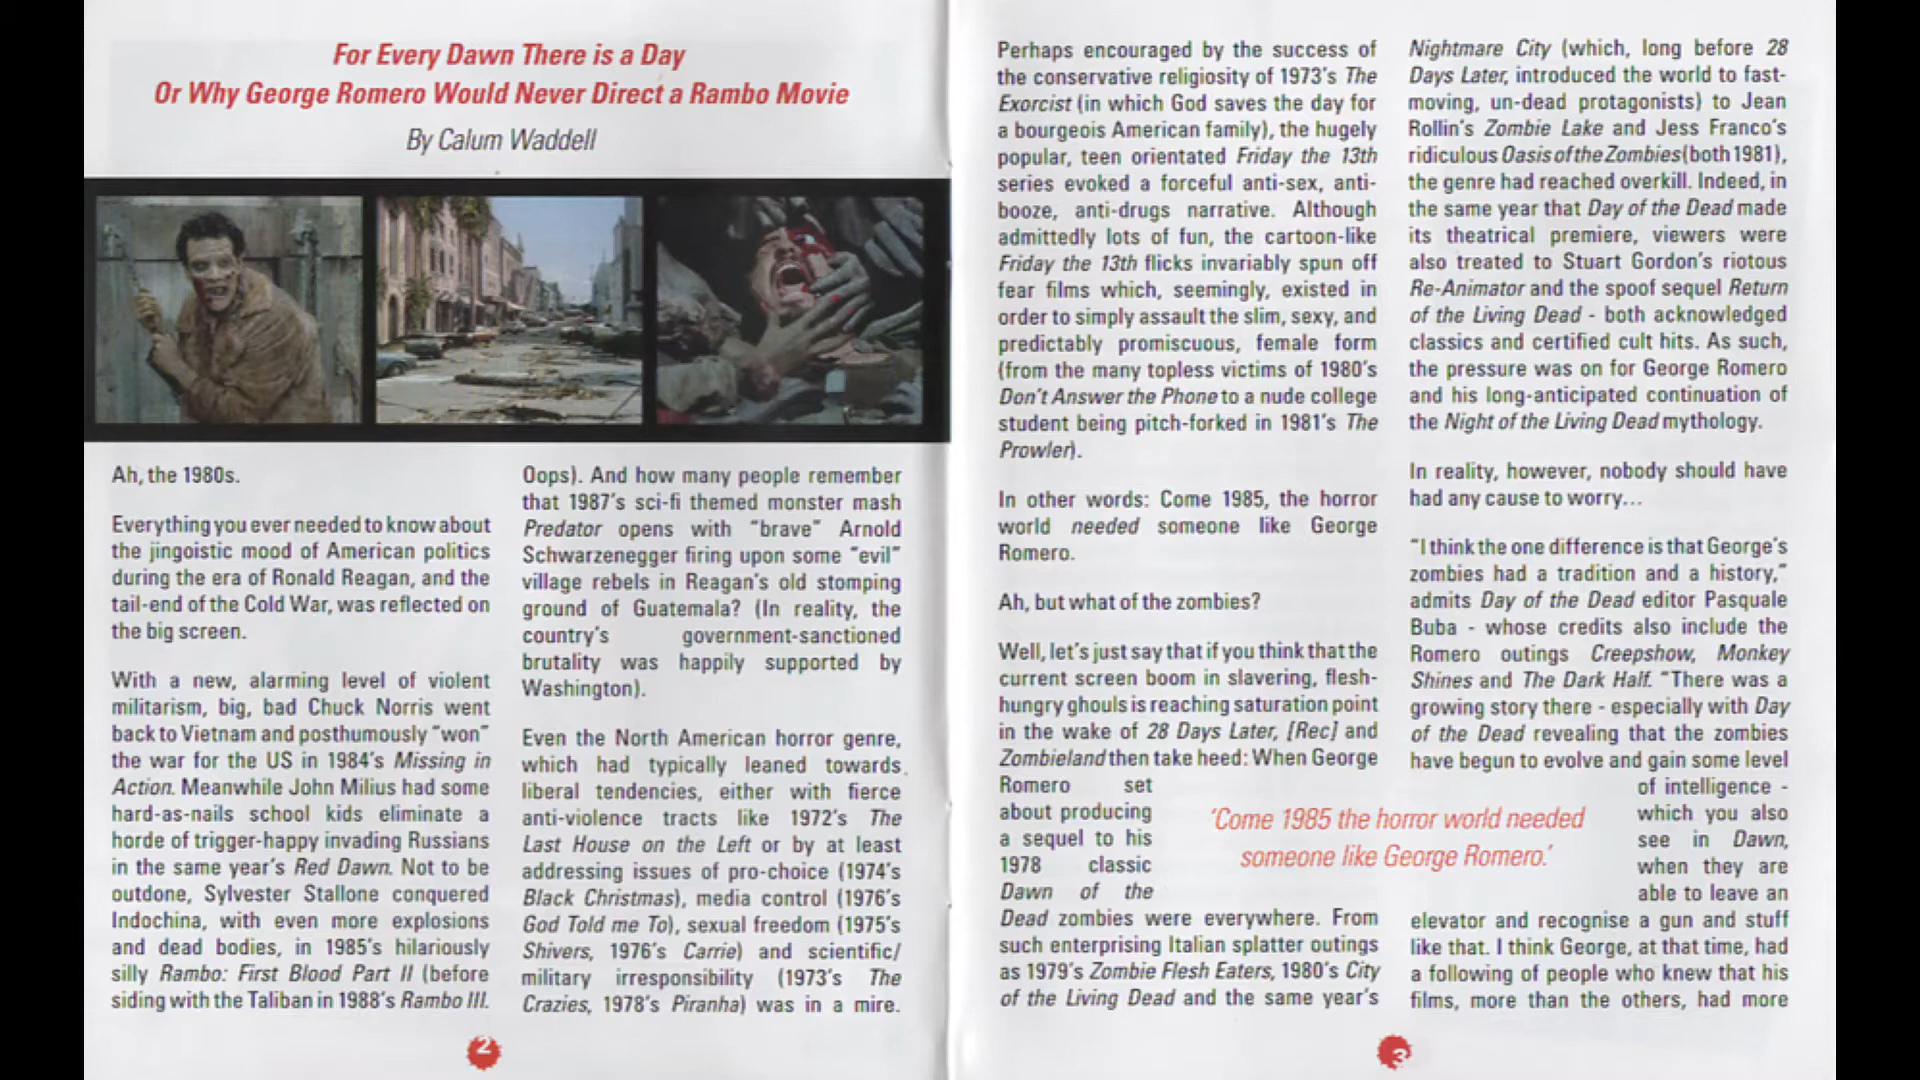 For Every Dawn There is a Day
Or Why George Romero Would Never Direct a Rambo Movie
By Calum Waddell
Ah, the 1980s.
Everything you ever needed to know about
the jingoistic mood of American politics
during the era of Ronald Reagan, and the
tail-end of the Cold War, was reflected on
the big screen.
With a new, alarming level of violent
militarism, big, bad Chuck Norris went
back to Vietnam and posthumously “won”
the war for the US in 1984's Missing in
Action. Meanwhile John Milius had some
hard-as-nails school kids eliminate a
horde of trigger-happy invading Russians
in the same year's Red Dawn. Not to be
outdone, Sylvester Stallone conquered
Indochina, with even more explosions
and dead bodies, in 1985's hilariously
silly Rambo: First Blood Part II (before
siding with the Taliban in 1988's Rambo III.
Oops). And how many people remember
that 1987's sci-fi themed monster mash
Predator opens with “brave” Arnold
Schwarzenegger firing upon some “evil”
village rebels in Reagan's old stomping
ground of Guatemala? (In reality, the
country's government-sanctioned
brutality was happily supported by
Washington).
Even the North American horror genre,
which had typically leaned towards
liberal tendencies, either with fierce
anti-violence tracts like 1972's The
Last House on the Left or by at least
addressing issues of pro-choice (1974's
Black Christmas), media control (1976's
God Told me To), sexual freedom (1975's
Shivers, 1976's Carrie) and scientific/
military irresponsibility (1973's The
Crazies, 1978's Piranha) was in a mire.
2
Perhaps encouraged by the success of
the conservative religiosity of 1973's The
Exorcist (in which God saves the day for
a bourgeois American family), the hugely
popular, teen orientated Friday the 13th
series evoked a forceful anti-sex, anti-
booze, anti-drugs narrative. Although
admittedly lots of fun, the cartoon-like
Friday the 13th flicks invariably spun off
fear films which, seemingly, existed in
order to simply assault the slim, sexy, and
predictably promiscuous, female form
(from the many topless victims of 1980's
Don't Answer the Phone to a nude college
student being pitch-forked in 1981's The
Prowler).
In other words: Come 1985, the horror
world needed someone like George
Romero.
Ah, but what of the zombies?
Well, let's just say that if you think that the
current screen boom in slavering, flesh-
hungry ghouls is reaching saturation point
in the wake of 28 Days Later, [Rec] and
Zombieland then take heed: When George
Romero set
about producing
a sequel to his
1978 classic
Dawn of the
Dead zombies were everywhere. From
such enterprising Italian splatter outings
as 1979's Zombie Flesh Eaters, 1980's City
of the Living Dead and the same year's
‘Come 1985 the horror world needed
someone like George Romero.’
Nightmare City (which, long before 28
Days Later, introduced the world to fast-
moving, un-dead protagonists) to Jean
Rollin's Zombie Lake and Jess Franco's
ridiculous Oasis of the Zombies (both 1981),
the genre had reached overkill. Indeed, in
the same year that Day of the Dead made
its theatrical premiere, viewers were
also treated to Stuart Gordon's riotous
Re-Animator and the spoof sequel Return
of the Living Dead - both acknowledged
classics and certified cult hits. As such,
the pressure was on for George Romero
and his long-anticipated continuation of
the Night of the Living Dead mythology.
In reality, however, nobody should have
had any cause to worry...
“I think the one difference is that George's
zombies had a tradition and a history,”
admits Day of the Dead editor Pasquale
Buba - whose credits also include the
Romero outings Creepshow, Monkey
Shines and The Dark Half. “There was a
growing story there - especially with Day
of the Dead revealing that the zombies
have begun to evolve and gain some level
of intelligence -
which you also
see in Dawn,
when they are
able to leave an
elevator and recognise a gun and stuff
like that. I think George, at that time, had
a following of people who knew that his
films, more than the others, had more
3